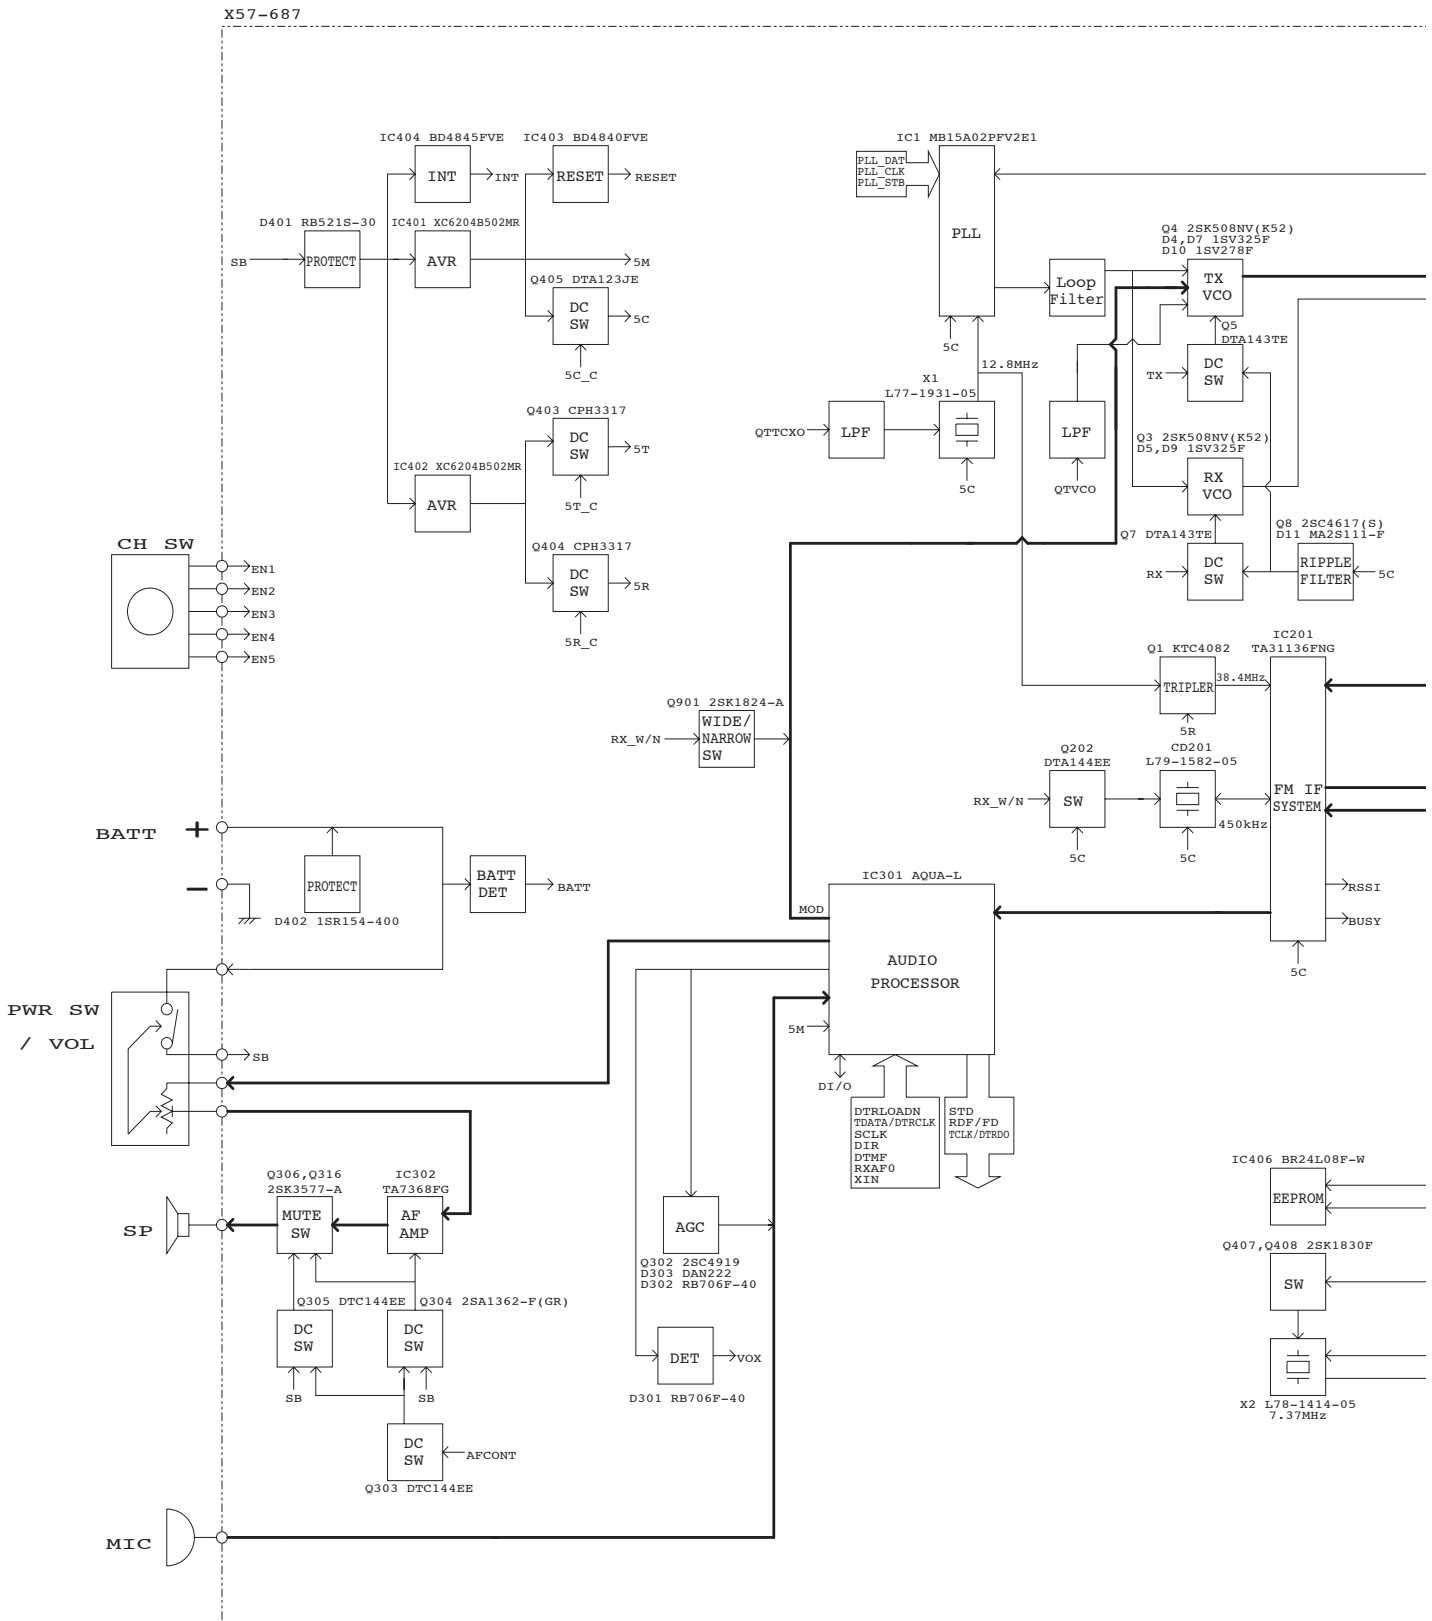 X57-687
IC404 BD4845FVE
IC403 BD4840FVE
INT
INT
RESET
RESET
D401 RB521S-30
IC401 XC6204B502MR
SB
PROTECT
AVR
5M
Q405 DTA123JE
DC
SW
5C
5C_C
Q403 CPH3317
DC
SW
5T
5T_C
IC402 XC6204B502MR
AVR
Q404 CPH3317
DC
SW
5R
5R_C
IC1 MB15A02PFV2E1
PLL_DAT
PLL_CLK
PLL_STB
PLL
5C
12.8MHz
X1
L77-1931-05
QTTCXO
LPF
5C
Loop
Filter
LPF
QTVCO
Q4 2SK508NV(K52)
D4,D7 1SV325F
D10 1SV278F
TX
VCO
Q5
DTA143TE
TX
DC
SW
Q3 2SK508NV(K52)
D5,D9 1SV325F
RX
VCO
Q7 DTA143TE
RX
DC
SW
Q8 2SC4617(S)
D11 MA2S111-F
RIPPLE
FILTER
5C
CH SW
EN1
EN2
EN3
EN4
EN5
Q901 2SK1824-A
RX_W/N
WIDE/
NARROW
SW
Q1 KTC4082
TRIPLER
38.4MHz
5R
IC201
TA31136FNG
FM IF
SYSTEM
Q202
DTA144EE
RX_W/N
SW
5C
CD201
L79-1582-05
450kHz
5C
RSSI
BUSY
5C
BATT
+
-
PROTECT
D402 1SR154-400
BATT
DET
BATT
IC301 AQUA-L
MOD
AUDIO
PROCESSOR
5M
DI/O
DTRLOADN
TDATA/DTRCLK
SCLK
DIR
DTMF
RXAFO
XIN
STD
RDF/FD
TCLK/DTRDO
PWR SW
/ VOL
SB
Q306,Q316
2SK3577-A
MUTE
SW
IC302
TA7368FG
AF
AMP
SP
Q305 DTC144EE
DC
SW
SB
Q304 2SA1362-F(GR)
DC
SW
SB
DC
SW
AFCONT
Q303 DTC144EE
AGC
Q302 2SC4919
D303 DAN222
D302 RB706F-40
DET
VOX
D301 RB706F-40
IC406 BR24L08F-W
EEPROM
Q407,Q408 2SK1830F
SW
X2 L78-1414-05
7.37MHz
MIC